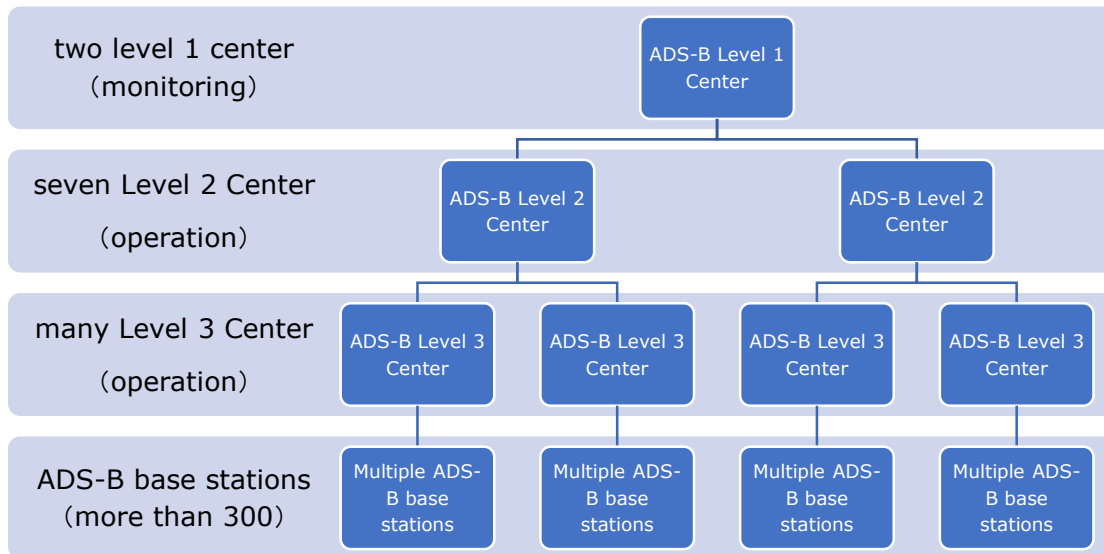 two level 1 center
（monitoring）
ADS-B Level 1
Center
seven Level 2 Center
（operation）
ADS-B Level 2
Center
ADS-B Level 2
Center
many Level 3 Center
（operation）
ADS-B Level 3
Center
ADS-B Level 3
Center
ADS-B Level 3
Center
ADS-B Level 3
Center
ADS-B base stations
（more than 300）
Multiple ADS-
B base
stations
Multiple ADS-
B base
stations
Multiple ADS-
B base
stations
Multiple ADS-
B base
stations